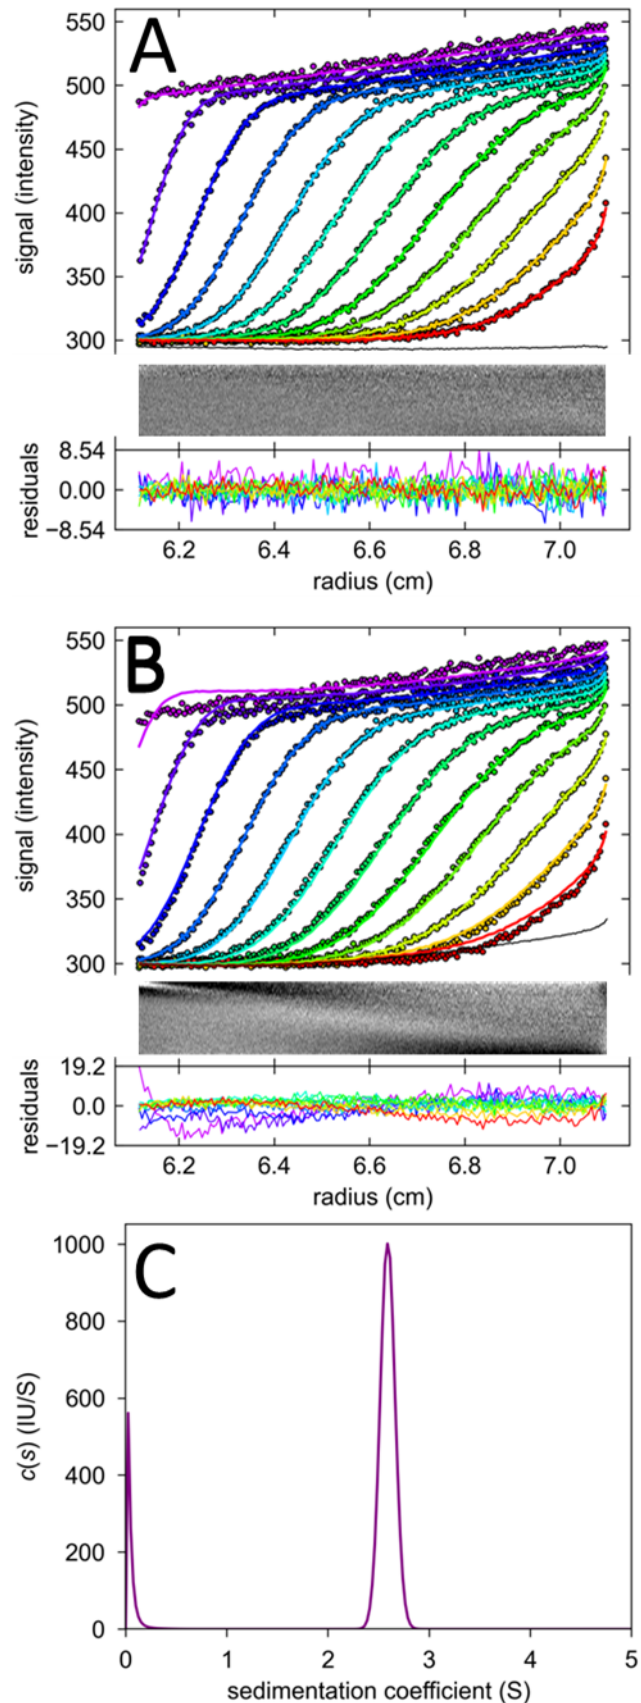 A
550
500
450
400
350
300
signal (intensity)
8.54
0.00
−8.54
residuals
6.2 6.4 6.6 6.8 7.0
radius (cm)
B
550
500
450
400
350
300
signal (intensity)
19.2
0.0
−19.2
residuals
6.2 6.4 6.6 6.8 7.0
radius (cm)
C
1000
800
600
400
200
0
c(s) (IU/S)
0 1 2 3 4 5
sedimentation coefficient (S)